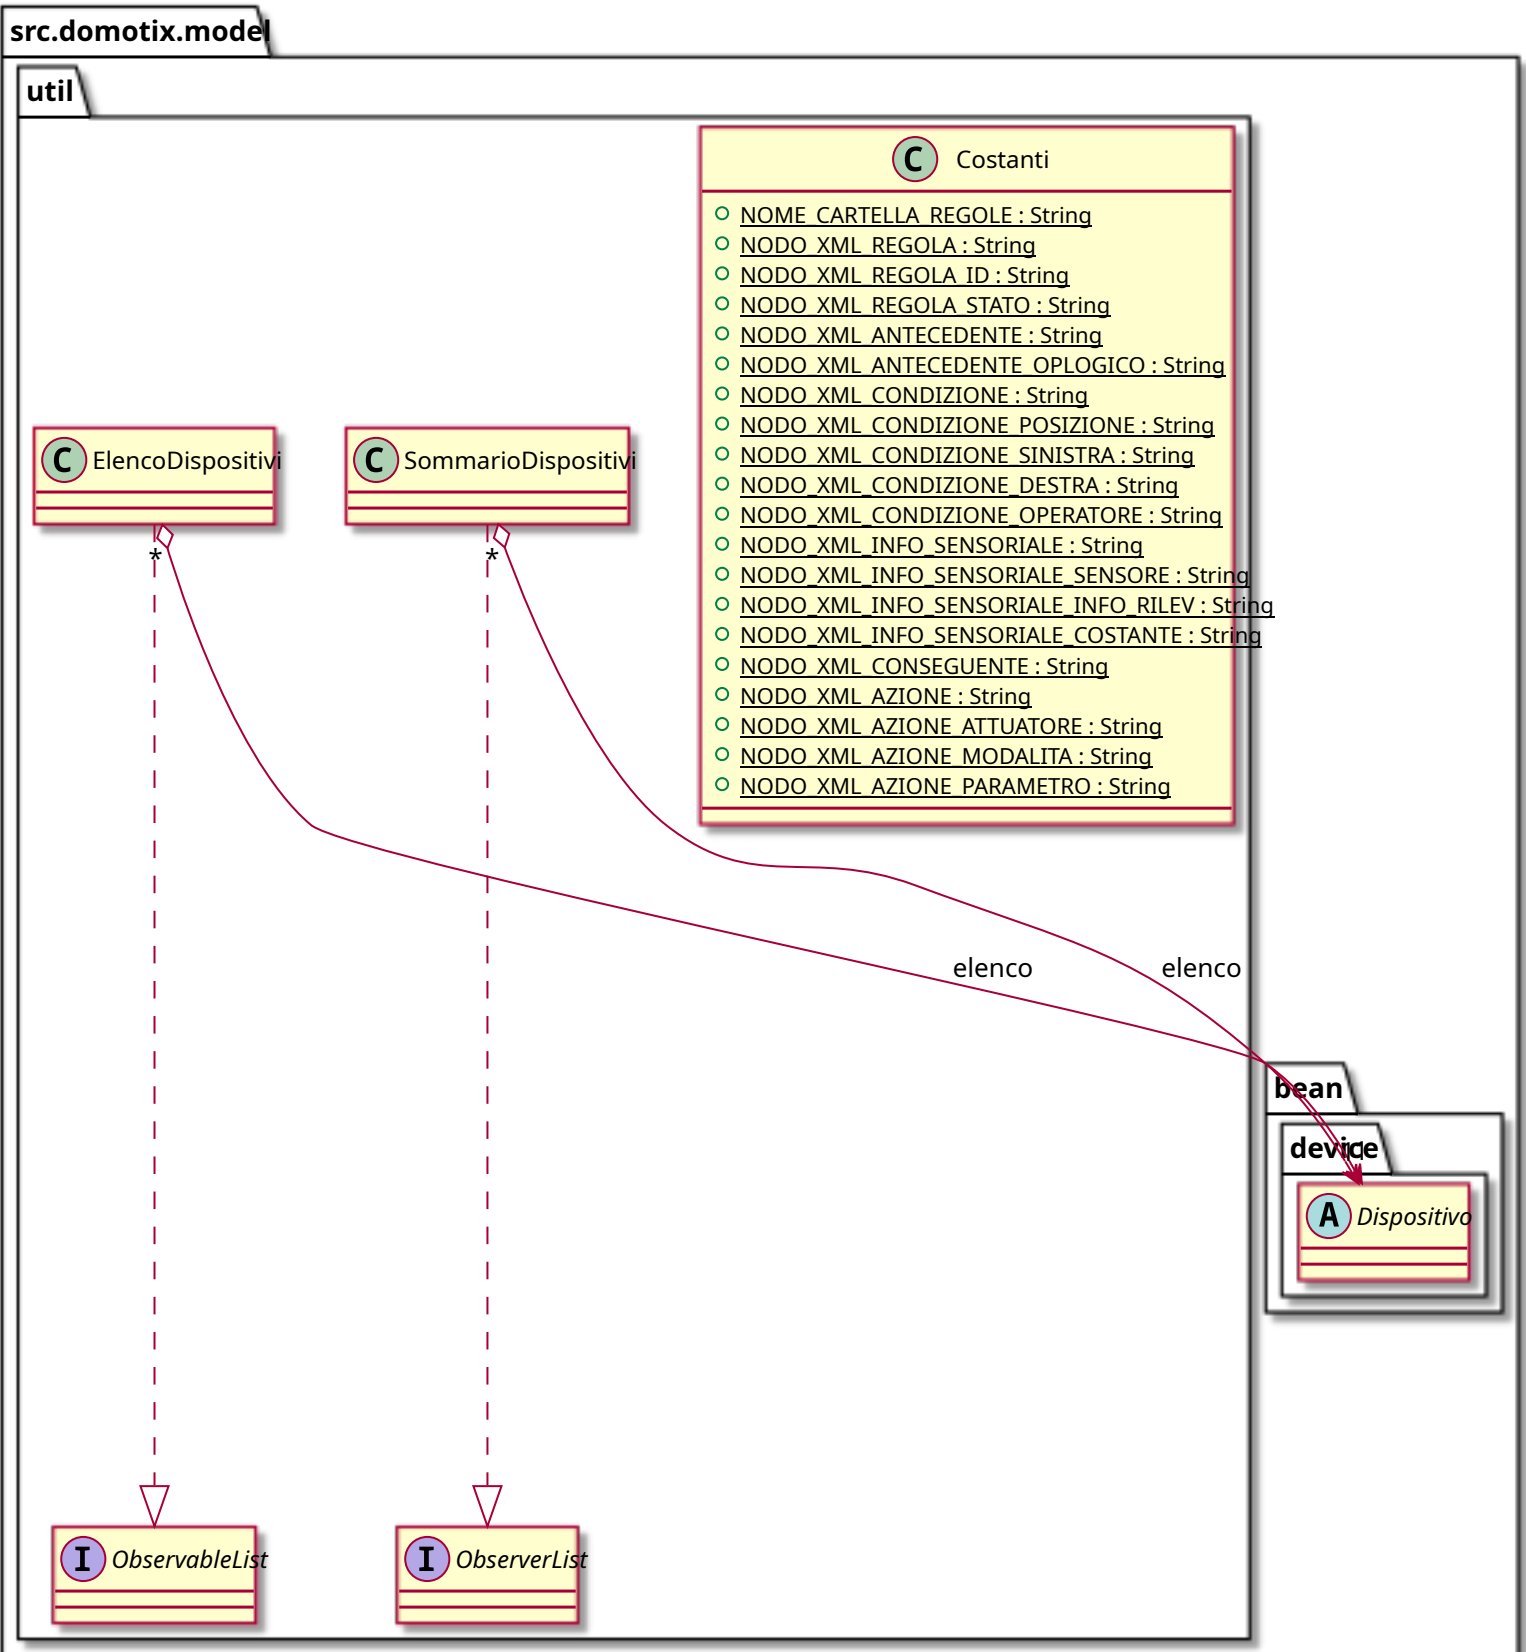 src.domotix.model
util
C Costanti
NOME_CARTELLA_REGOLE : String
NODO_XML_REGOLA : String
NODO_XML_REGOLA_ID : String
NODO_XML_REGOLA_STATO : String
NODO_XML_ANTECEDENTE : String
NODO_XML_ANTECEDENTE_OPLOGICO : String
NODO_XML_CONDIZIONE : String
NODO_XML_CONDIZIONE_POSIZIONE : String
NODO_XML_CONDIZIONE_SINISTRA : String
NODO_XML_CONDIZIONE_DESTRA : String
NODO_XML_CONDIZIONE_OPERATORE : String
NODO_XML_INFO_SENSORIALE : String
NODO_XML_INFO_SENSORIALE_SENSORE : String
NODO_XML_INFO_SENSORIALE_INFO_RILEV : String
NODO_XML_INFO_SENSORIALE_COSTANTE : String
NODO_XML_CONSEGUENTE : String
NODO_XML_AZIONE : String
NODO_XML_AZIONE_ATTUATORE : String
NODO_XML_AZIONE_MODALITA : String
NODO_XML_AZIONE_PARAMETRO : String
C ElencoDispositivi
C SommarioDispositivi
*
*
elenco
elenco
bean
device
A Dispositivo
I ObservableList
I ObserverList